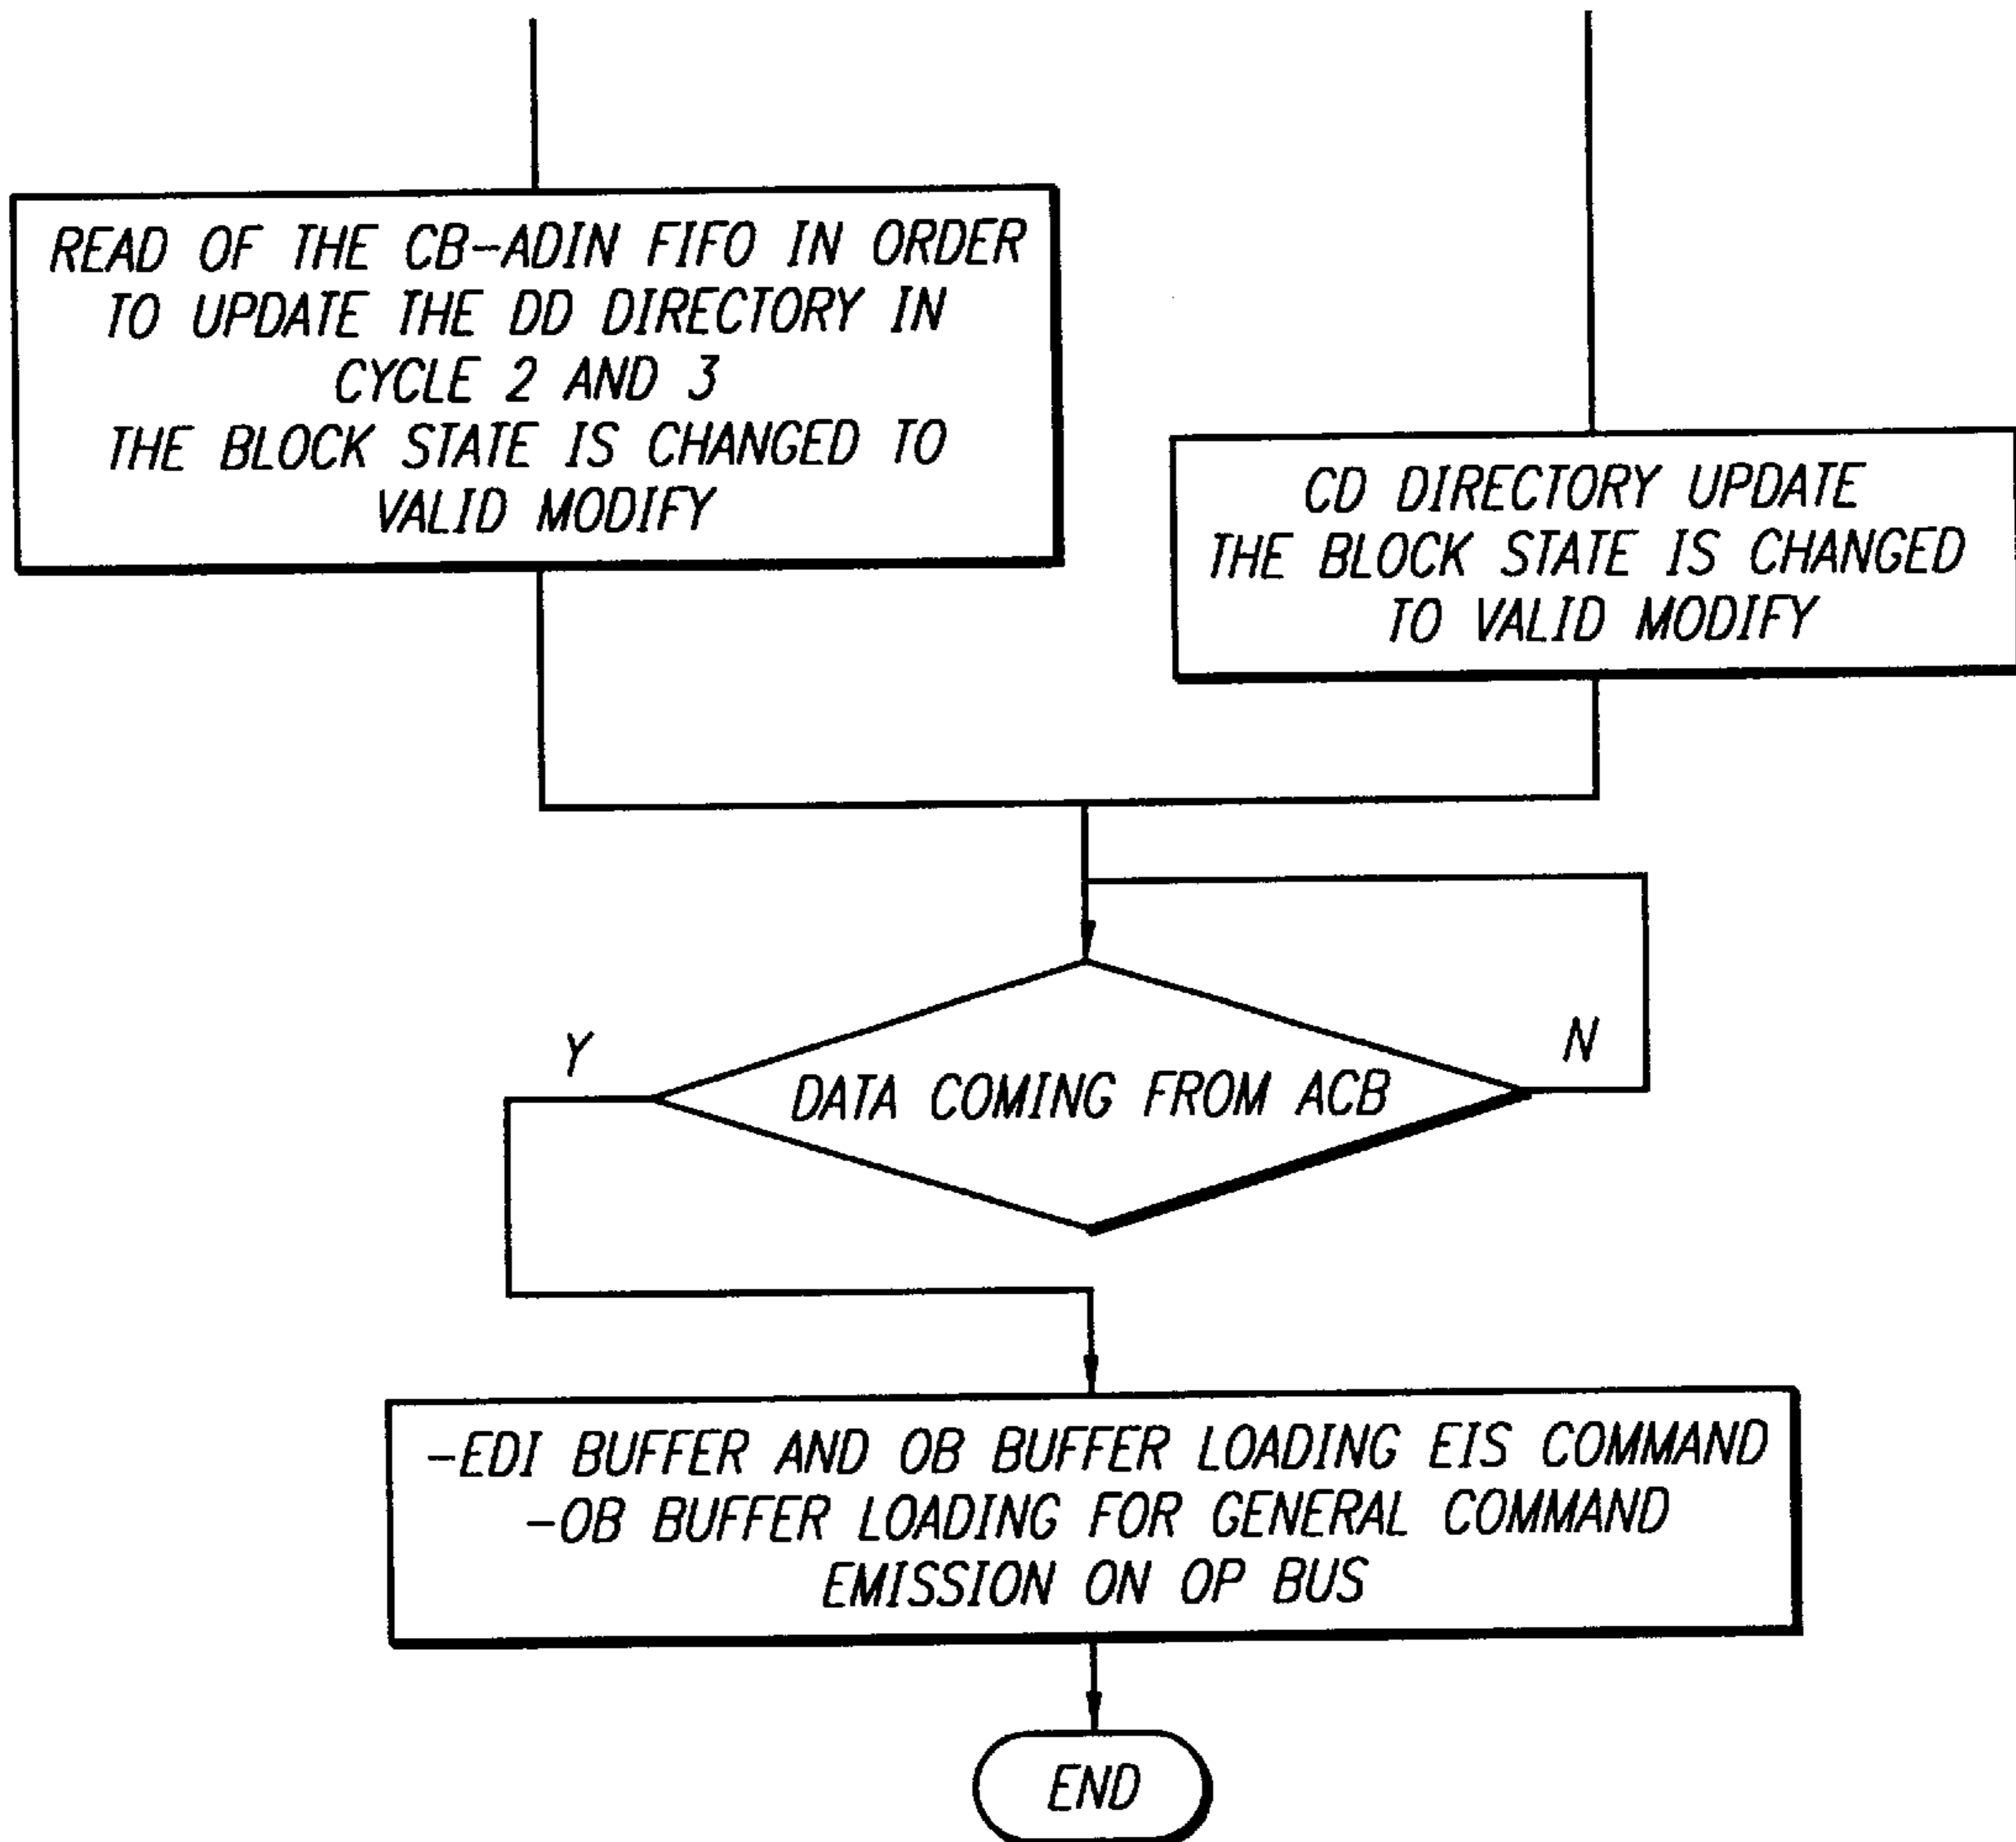 READ OF THE CB-ADIN FIFO IN ORDER
TO UPDATE THE DD DIRECTORY IN
CYCLE 2 AND 3
THE BLOCK STATE IS CHANGED TO
VALID MODIFY
CD DIRECTORY UPDATE
THE BLOCK STATE IS CHANGED
TO VALID MODIFY
Y
N
DATA COMING FROM ACB
-EDI BUFFER AND OB BUFFER LOADING EIS COMMAND
-OB BUFFER LOADING FOR GENERAL COMMAND
EMISSION ON OP BUS
END